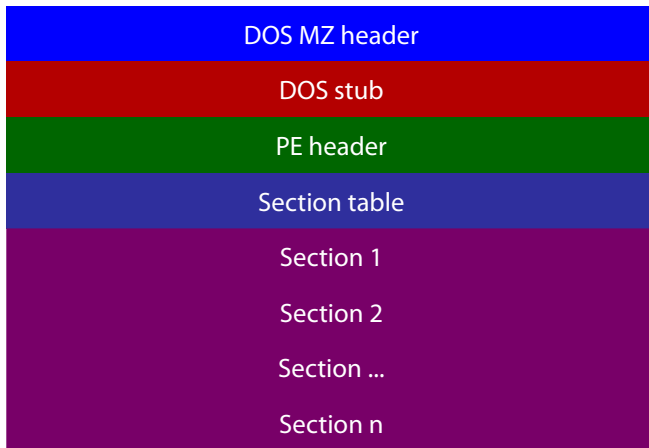 DOS MZ header
DOS stub
PE header
Section table
Section 1
Section 2
Section ...
Section n